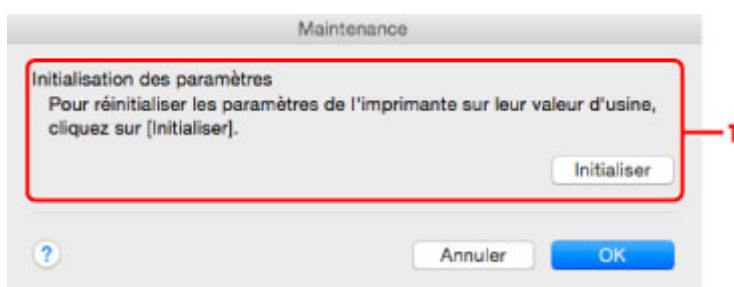 Maintenance
Initialisation des paramètres
Pour réinitialiser les paramètres de l'imprimante sur leur valeur d'usine,
cliquez sur [Initialiser].
1
Initialiser
?
Annuler
OK